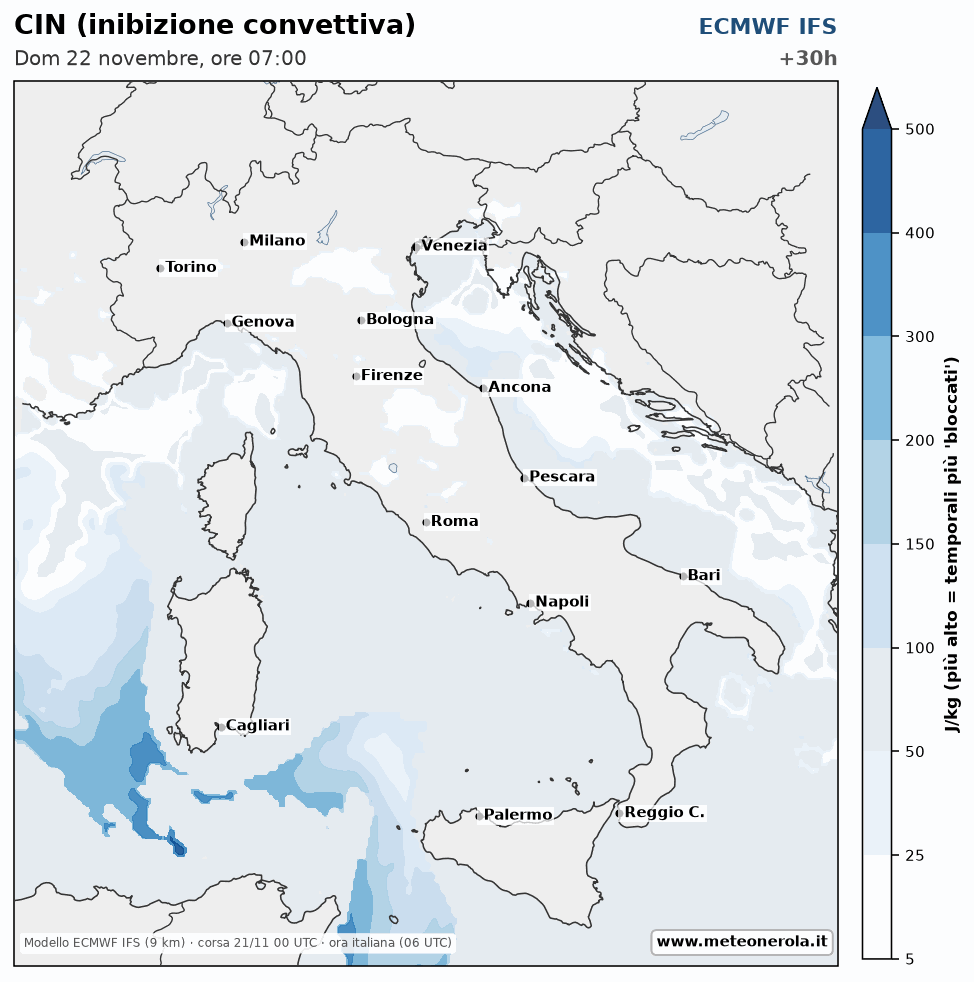 CIN (inibizione convettiva)
ECMWF IFS
Dom 22 novembre, ore 07:00
+30h
Milano
Venezia
Torino
Genova
Bologna
Firenze
Ancona
Pescara
Roma
Bari
Napoli
Cagliari
Palermo
Reggio C.
500
400
300
200
150
100
50
25
5
J/kg (più alto = temporali più 'bloccati')
Modello ECMWF IFS (9 km) · corsa 21/11 00 UTC · ora italiana (06 UTC)
www.meteonerola.it